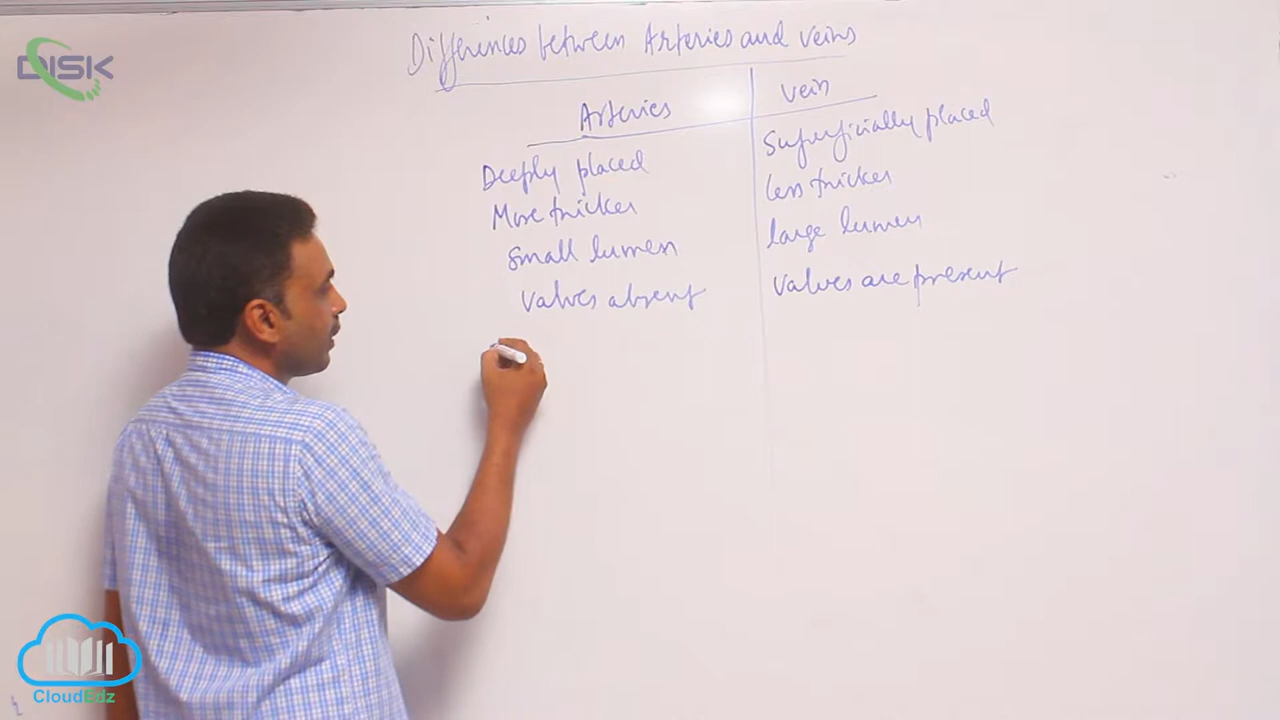 DISK
Differences between Arteries and veins
Arteries
vein
Deeply placed
Superficially placed
More thicker
less thicker
small lumen
large lumen
valves absent
valves are present
CloudEdz